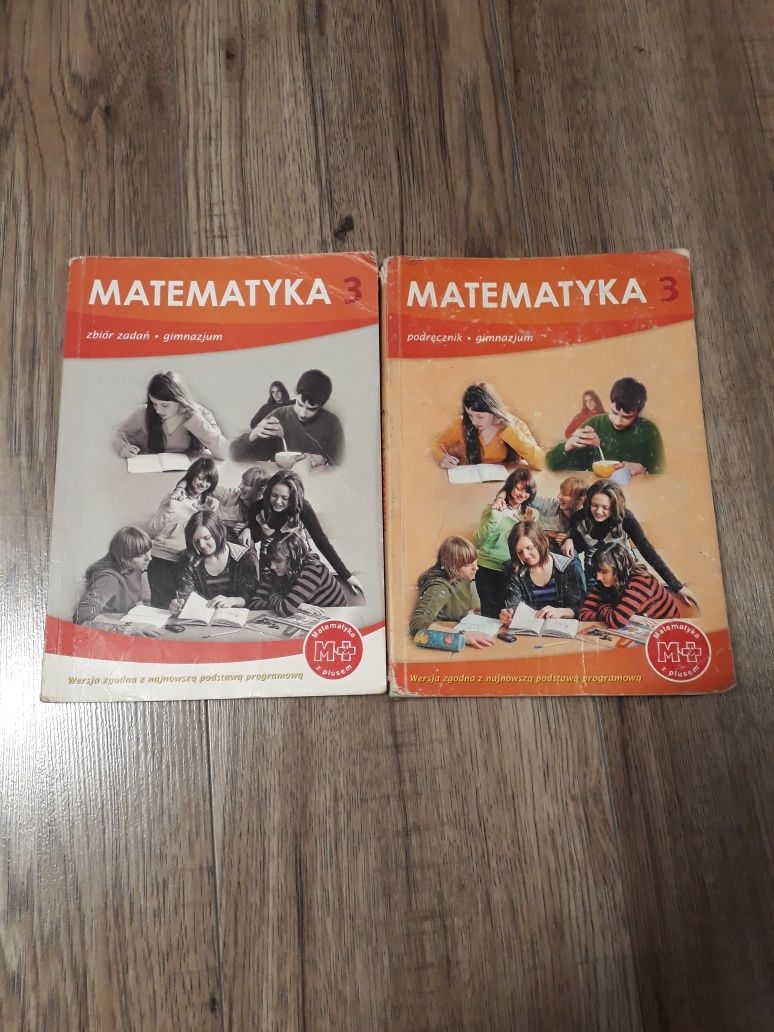 MATEMATYKA 3
zbiór zadań • gimnazjum
Matematyka
M+
z plusem
Wersja zgodna z najnowszą podstawą programową
MATEMATYKA 3
podręcznik • gimnazjum
Matematyka
M+
z plusem
Wersja zgodna z najnowszą podstawą programową